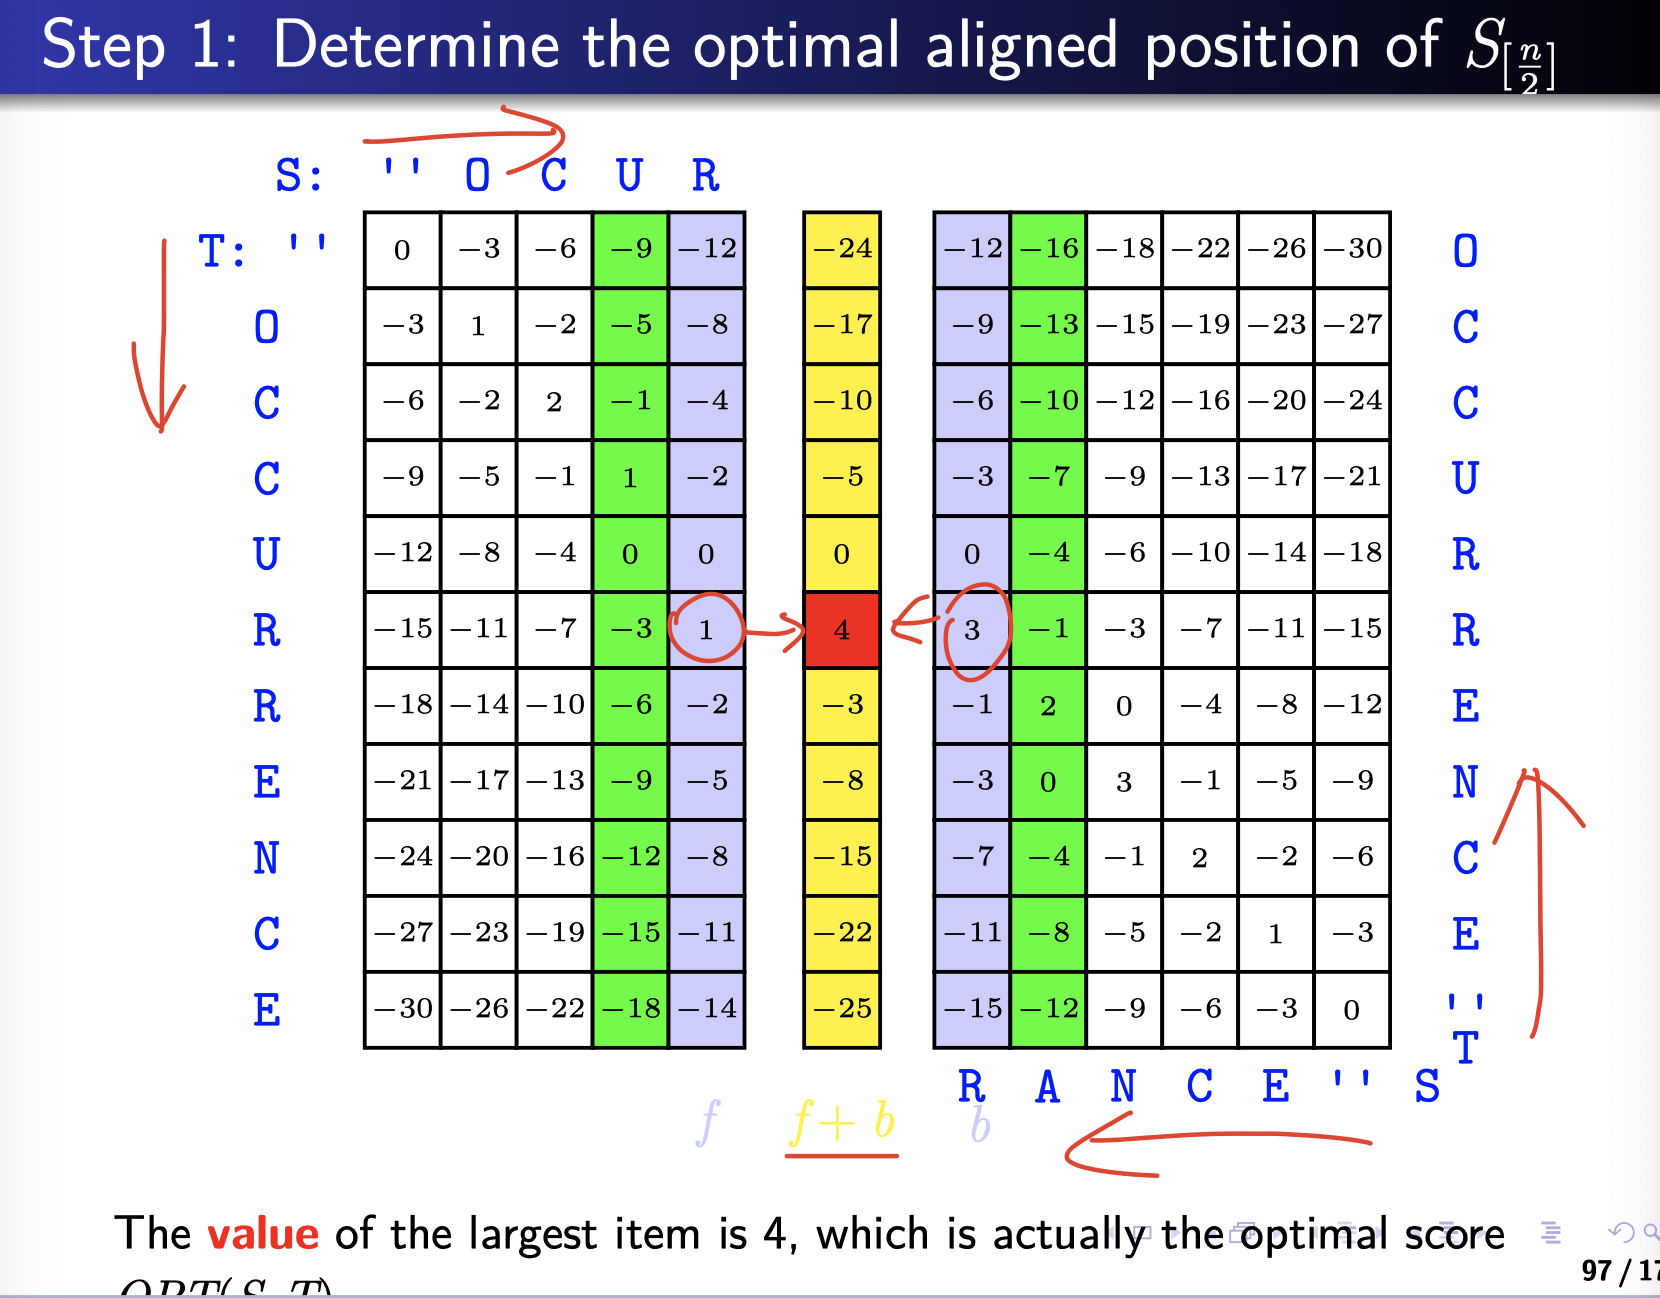 Step 1: Determine the optimal aligned position of S[n/2]
S: '' O C U R
T: '' 0 −3 −6 −9 −12 −24 −12 −16 −18 −22 −26 −30 O
O −3 1 −2 −5 −8 −17 −9 −13 −15 −19 −23 −27 C
C −6 −2 2 −1 −4 −10 −6 −10 −12 −16 −20 −24 C
C −9 −5 −1 1 −2 −5 −3 −7 −9 −13 −17 −21 U
U −12 −8 −4 0 0 0 0 −4 −6 −10 −14 −18 R
R −15 −11 −7 −3 1 4 3 −1 −3 −7 −11 −15 R
R −18 −14 −10 −6 −2 −3 −1 2 0 −4 −8 −12 E
E −21 −17 −13 −9 −5 −8 −3 0 3 −1 −5 −9 N
N −24 −20 −16 −12 −8 −15 −7 −4 −1 2 −2 −6 C
C −27 −23 −19 −15 −11 −22 −11 −8 −5 −2 1 −3 E
E −30 −26 −22 −18 −14 −25 −15 −12 −9 −6 −3 0 ''
T
R A N C E '' S
f f + b b
The value of the largest item is 4, which is actually the optimal score
OPT(S, T)
97 / 17